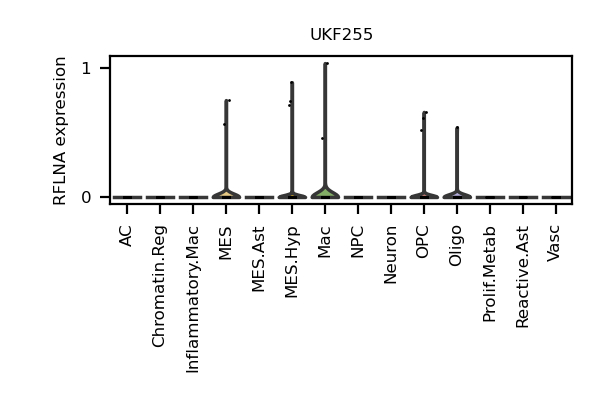 UKF255
RFLNA expression
1
0
AC
Chromatin.Reg
Inflammatory.Mac
MES
MES.Ast
MES.Hyp
Mac
NPC
Neuron
OPC
Oligo
Prolif.Metab
Reactive.Ast
Vasc